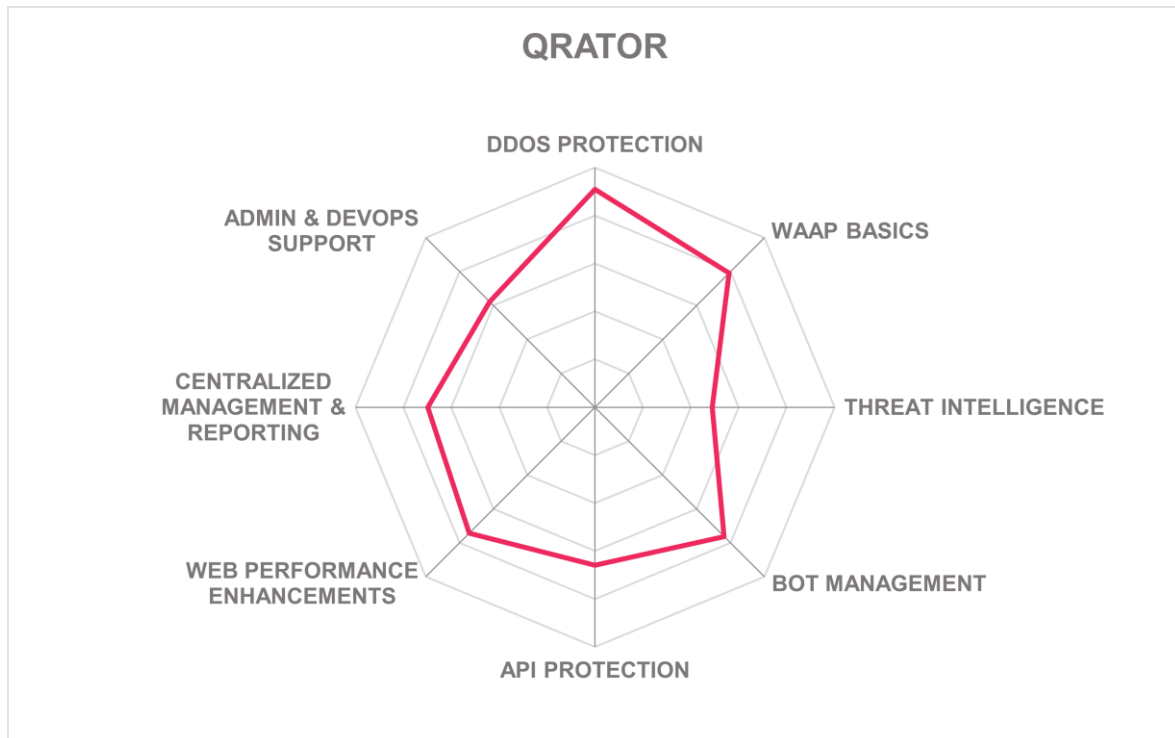 QRATOR
DDOS PROTECTION
WAAP BASICS
THREAT INTELLIGENCE
BOT MANAGEMENT
API PROTECTION
WEB PERFORMANCE
ENHANCEMENTS
CENTRALIZED
MANAGEMENT &
REPORTING
ADMIN & DEVOPS
SUPPORT